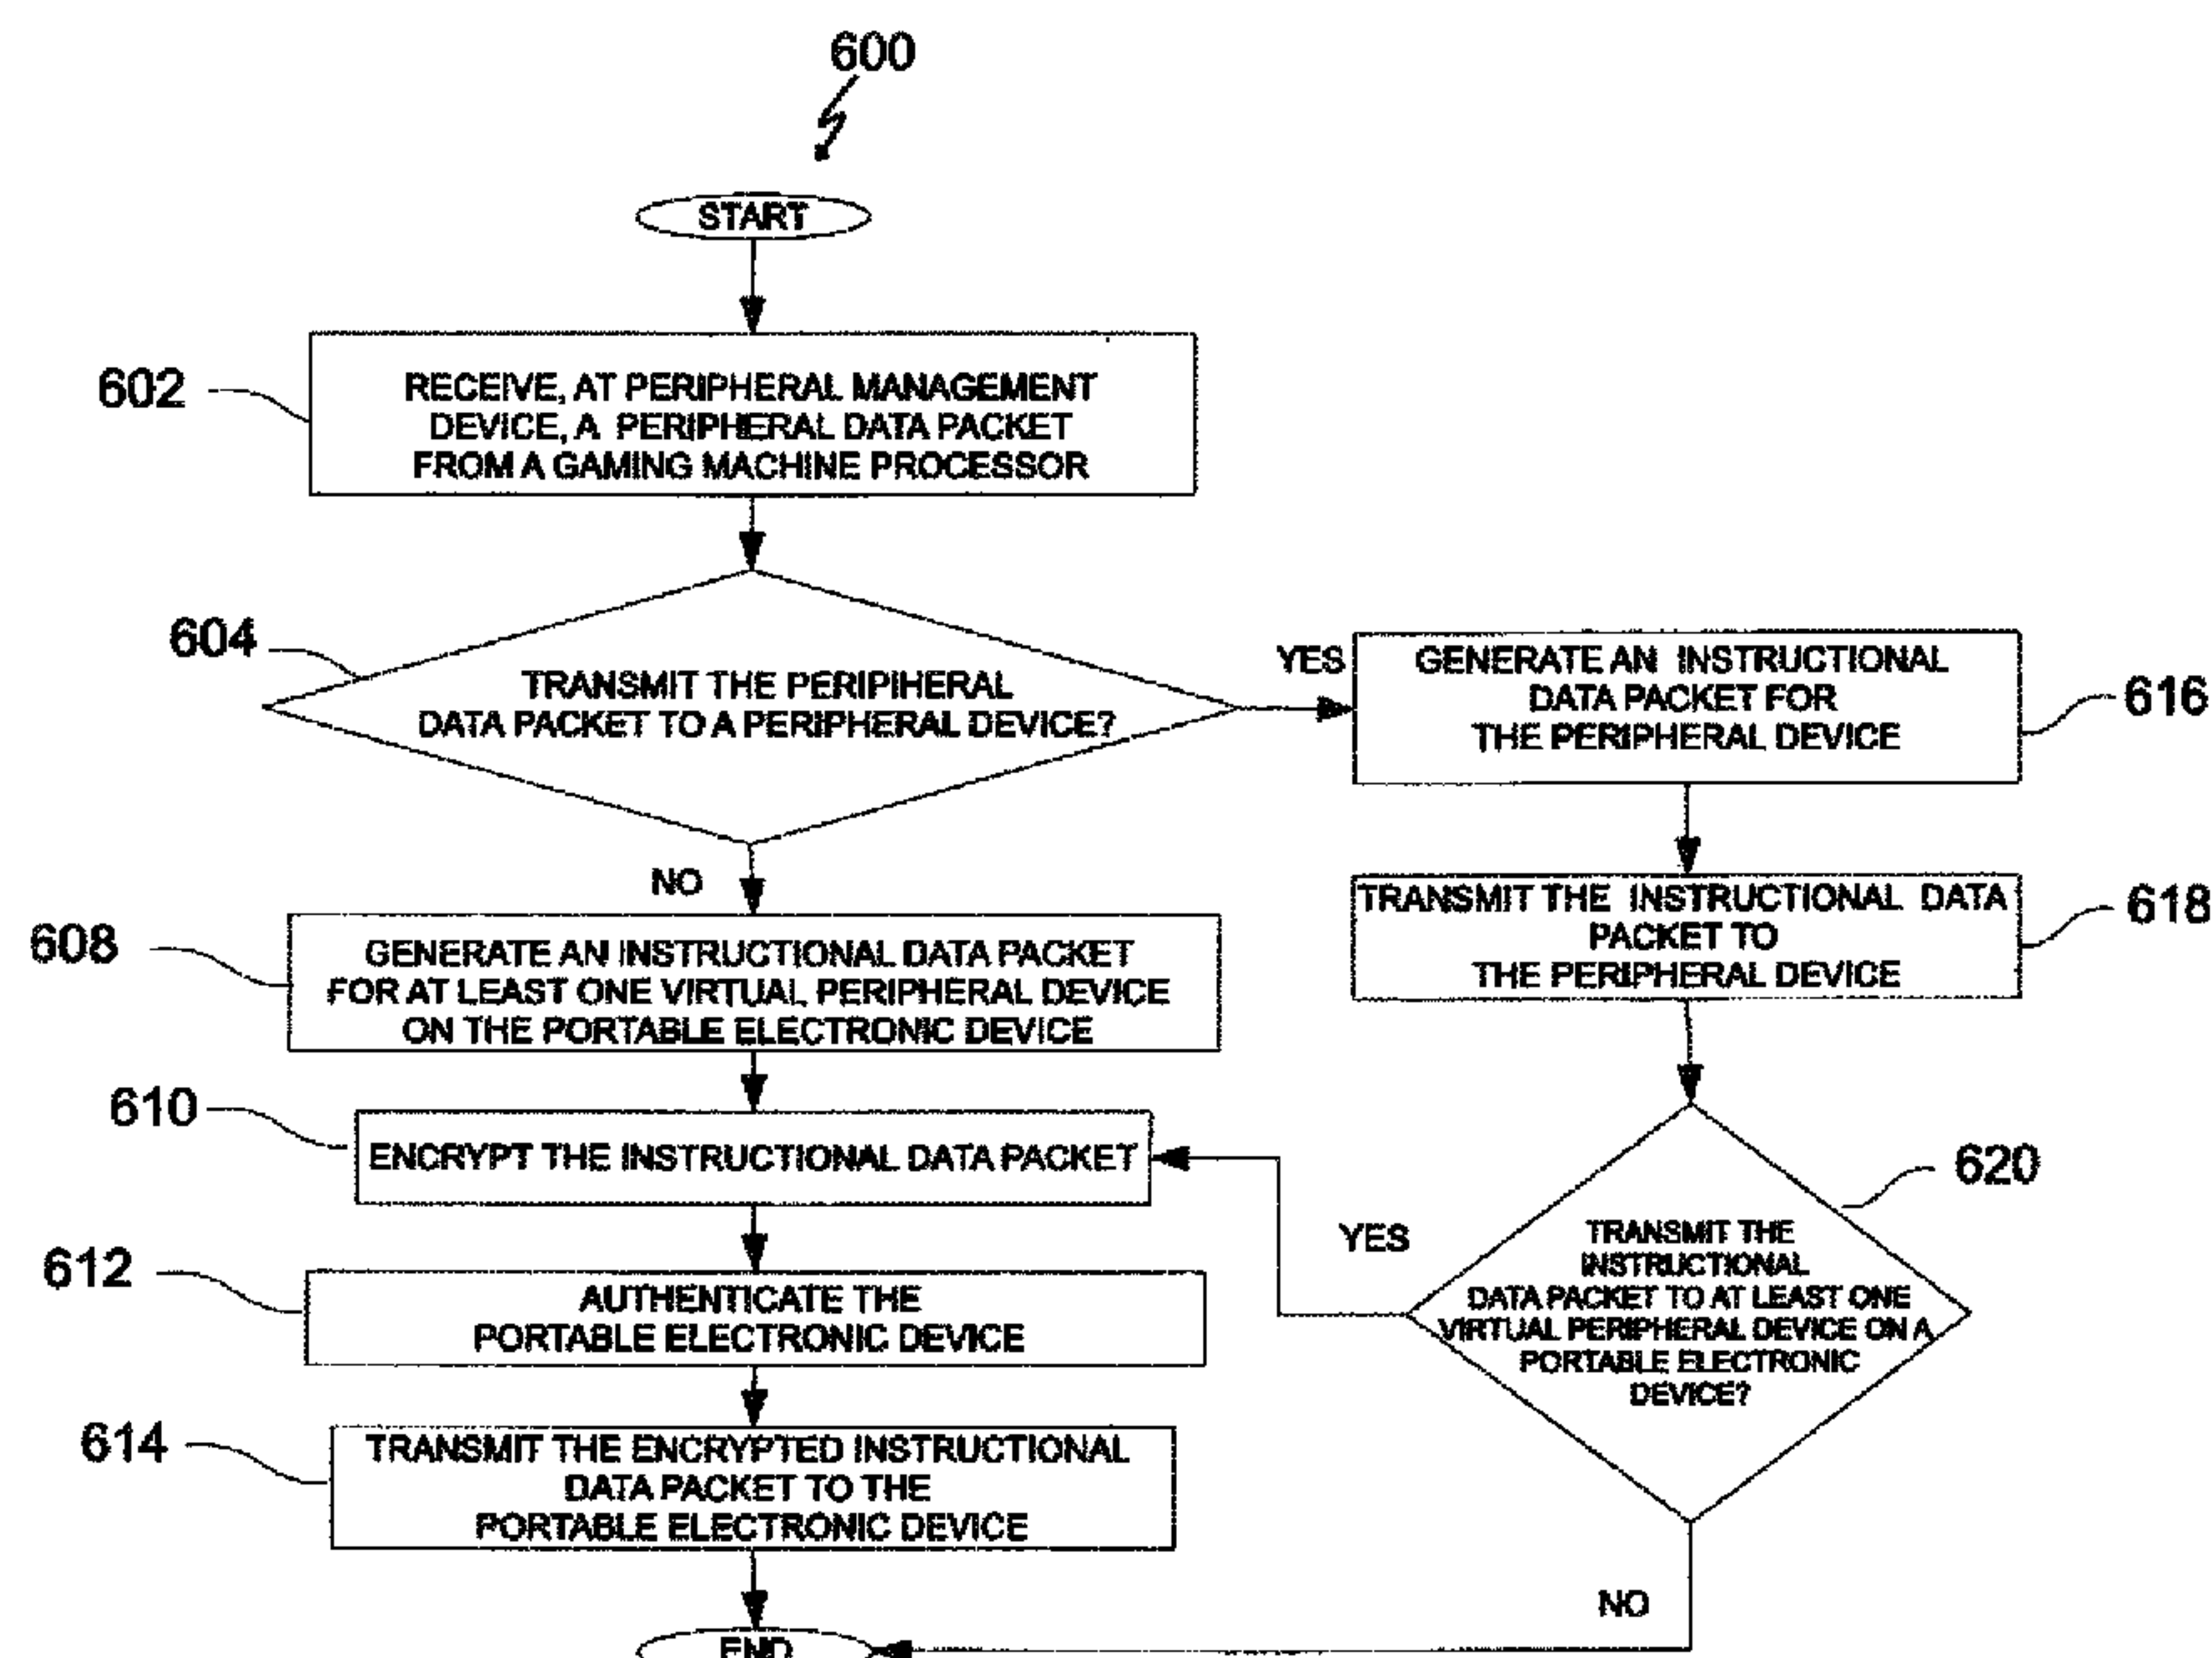 600
START
602
RECEIVE, AT PERIPHERAL MANAGEMENT
DEVICE, A PERIPHERAL DATA PACKET
FROM A GAMING MACHINE PROCESSOR
604
TRANSMIT THE PERIPIHERAL
DATA PACKET TO A PERIPHERAL DEVICE?
YES
GENERATE AN INSTRUCTIONAL
DATA PACKET FOR
THE PERIPHERAL DEVICE
616
NO
TRANSMIT THE INSTRUCTIONAL DATA
PACKET TO
THE PERIPHERAL DEVICE
618
608
GENERATE AN INSTRUCTIONAL DATA PACKET
FOR AT LEAST ONE VIRTUAL PERIPHERAL DEVICE
ON THE PORTABLE ELECTRONIC DEVICE
610
ENCRYPT THE INSTRUCTIONAL DATA PACKET
620
YES
TRANSMIT THE
INSTRUCTIONAL
DATA PACKET TO AT LEAST ONE
VIRTUAL PERIPHERAL DEVICE ON A
PORTABLE ELECTRONIC
DEVICE?
612
AUTHENTICATE THE
PORTABLE ELECTRONIC DEVICE
614
TRANSMIT THE ENCRYPTED INSTRUCTIONAL
DATA PACKET TO THE
PORTABLE ELECTRONIC DEVICE
NO
END